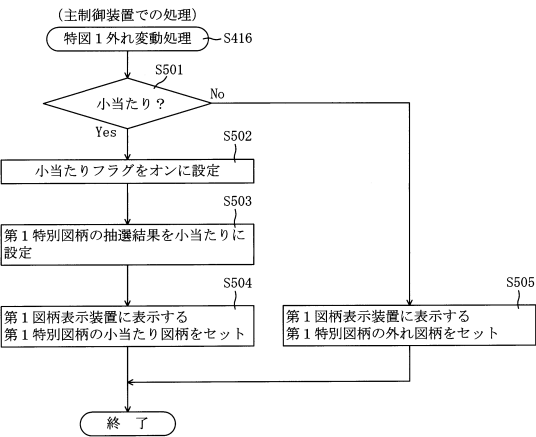 （主制御装置での処理）
特図１外れ変動処理
S416
S501
小当たり？
No
Yes
S502
小当たりフラグをオンに設定
S503
第１特別図柄の抽選結果を小当たりに
設定
S504
第１図柄表示装置に表示する
第１特別図柄の小当たり図柄をセット
S505
第１図柄表示装置に表示する
第１特別図柄の外れ図柄をセット
終　了